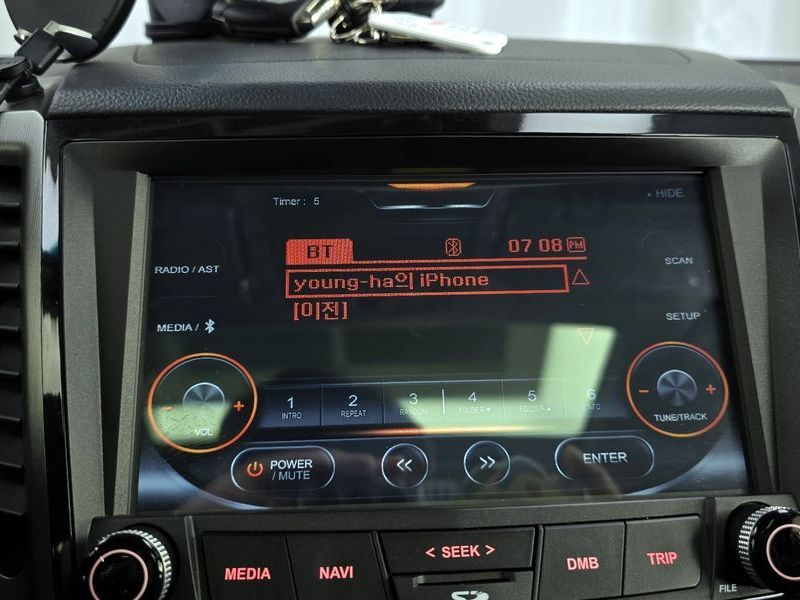 Timer : 5
HIDE
BT 07 08 PM
RADIO / AST
SCAN
young-ha의 iPhone
[이전]
MEDIA /
SETUP
1 2 3 4 5 6
INTRO REPEAT RANDOM FOLDER FOLDER INFO
- + VOL
- + TUNE/TRACK
POWER
/ MUTE
<< >>
ENTER
MEDIA NAVI < SEEK > DMB TRIP
FILE